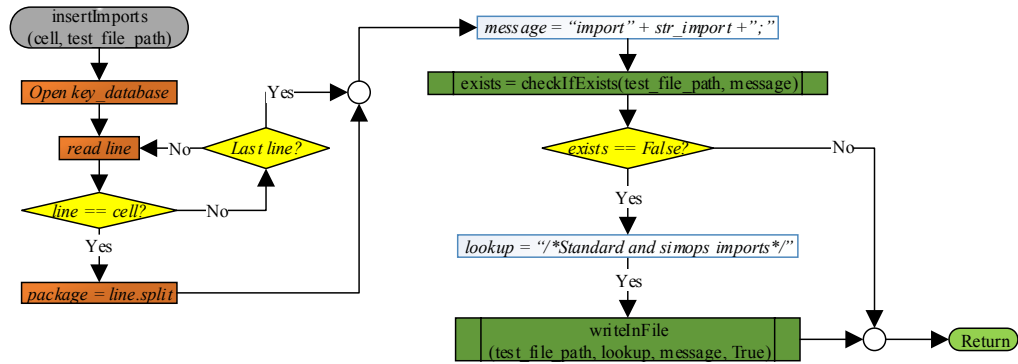 insertImports
(cell, test_file_path)
Open key_database
read line
No
Last line?
Yes
line == cell?
No
Yes
package = line.split
message = “import” + str_import +”;”
exists = checkIfExists(test_file_path, message)
exists == False?
No
Yes
lookup = “/*Standard and simops imports*/”
Yes
writeInFile
(test_file_path, lookup, message, True)
Return